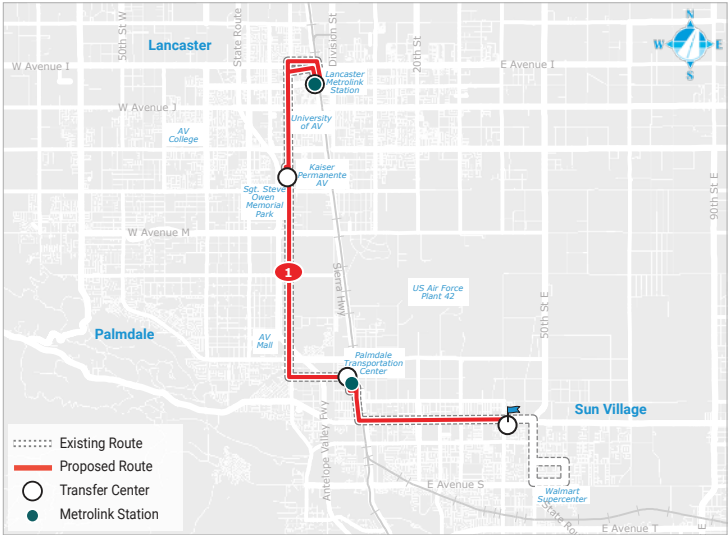 50th St W
Lancaster
State Route
Division St
20th St
N
W
E
S
W Avenue I
E Avenue I
Lancaster
Metrolink
Station
W Avenue J
University
of AV
AV
College
Kaiser
Permanente
AV
Sgt. Steve
Owen
Memorial
Park
90th St E
W Avenue M
1
Sierra Hwy
US Air Force
Plant 42
50th St E
Palmdale
AV
Mall
Palmdale
Transportation
Center
Antelope Valley Fwy
Sun Village
Existing Route
Proposed Route
Transfer Center
Metrolink Station
E Avenue S
Walmart
Supercenter
State Ro
E Avenue T
E